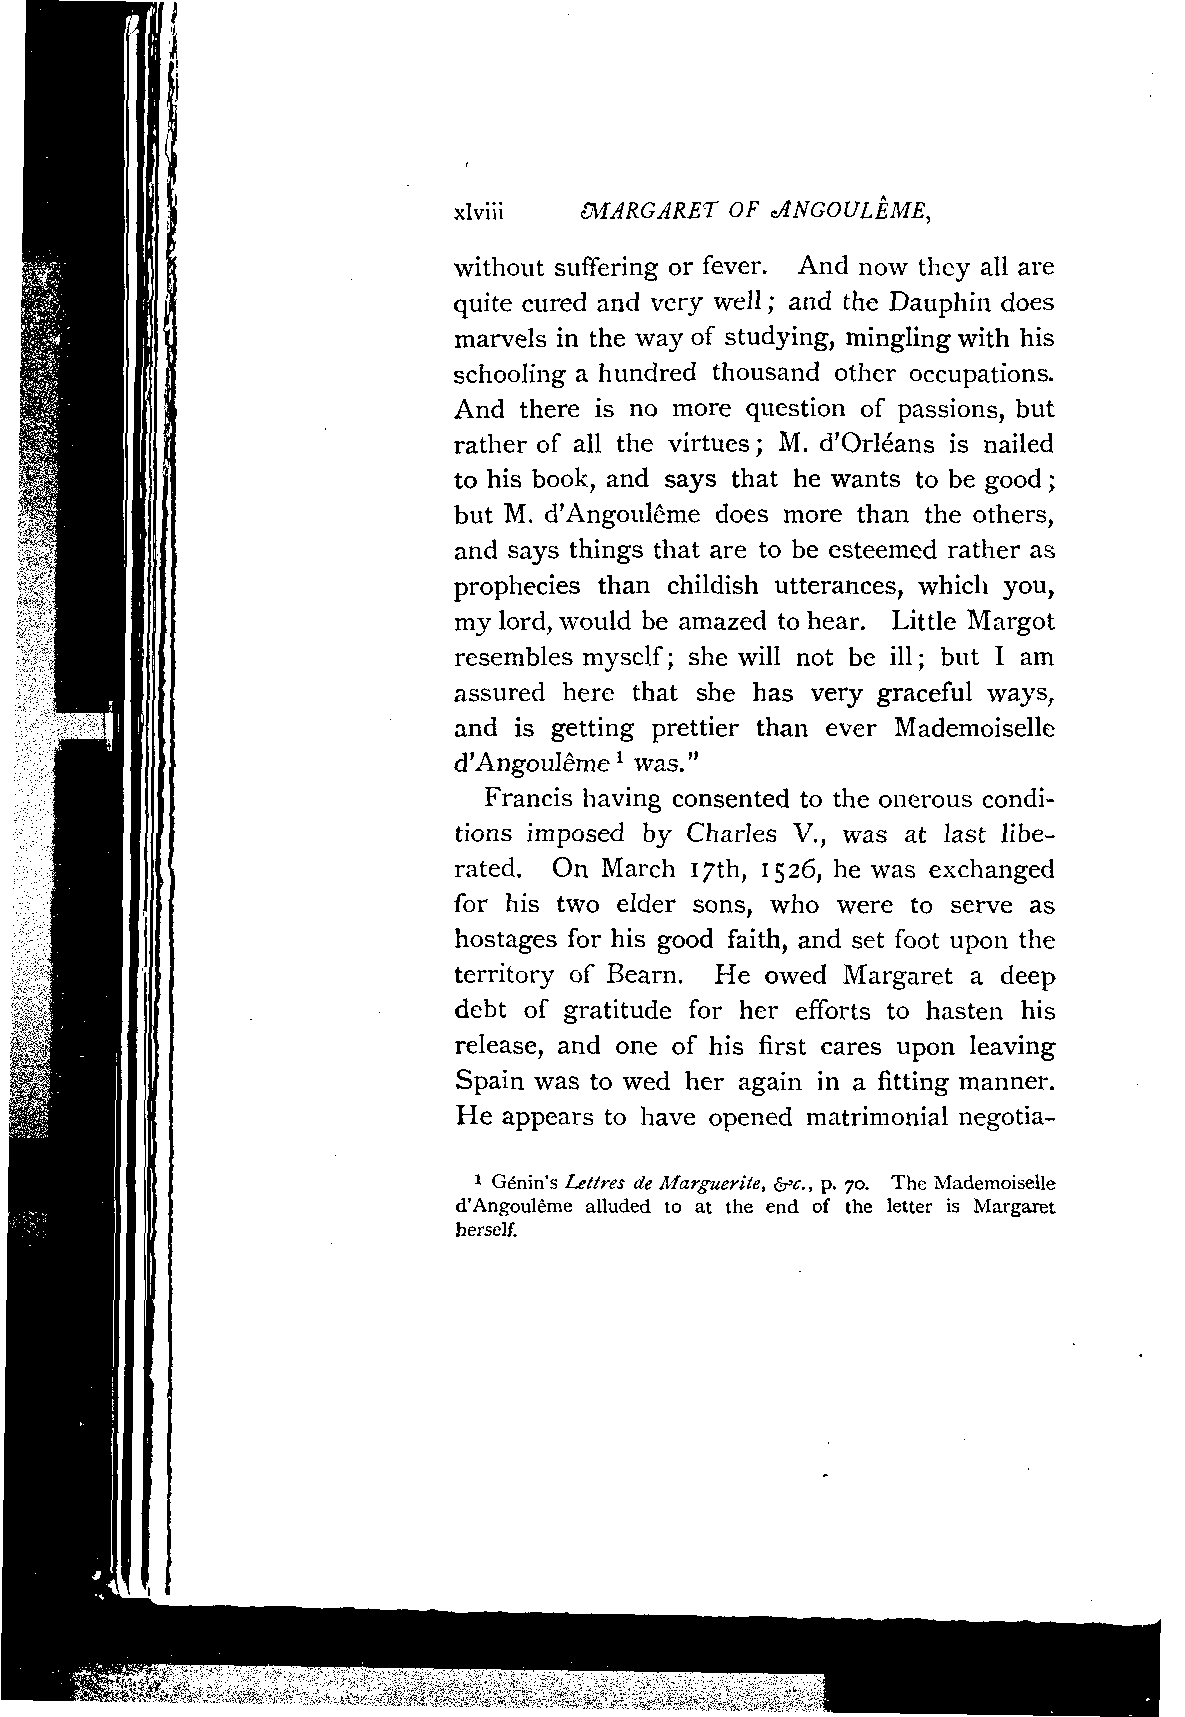 xlviii MARGARET OF ANGOULÊME,
without suffering or fever. And now they all are
quite cured and very well; and the Dauphin does
marvels in the way of studying, mingling with his
schooling a hundred thousand other occupations.
And there is no more question of passions, but
rather of all the virtues; M. d'Orléans is nailed
to his book, and says that he wants to be good;
but M. d'Angoulême does more than the others,
and says things that are to be esteemed rather as
prophecies than childish utterances, which you,
my lord, would be amazed to hear. Little Margot
resembles myself; she will not be ill; but I am
assured here that she has very graceful ways,
and is getting prettier than ever Mademoiselle
d'Angoulême ¹ was."
Francis having consented to the onerous condi-
tions imposed by Charles V., was at last libe-
rated. On March 17th, 1526, he was exchanged
for his two elder sons, who were to serve as
hostages for his good faith, and set foot upon the
territory of Bearn. He owed Margaret a deep
debt of gratitude for her efforts to hasten his
release, and one of his first cares upon leaving
Spain was to wed her again in a fitting manner.
He appears to have opened matrimonial negotia-
¹ Génin's Lettres de Marguerite, &c., p. 70. The Mademoiselle
d'Angoulême alluded to at the end of the letter is Margaret
herself.